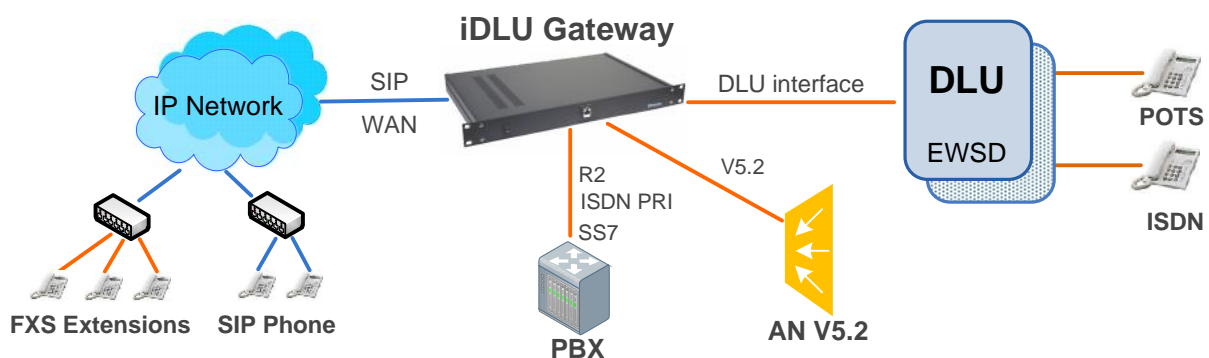 iDLU Gateway
IP Network
SIP
WAN
DLU interface
DLU
EWSD
POTS
ISDN
V5.2
R2
ISDN PRI
SS7
FXS Extensions
SIP Phone
PBX
AN V5.2